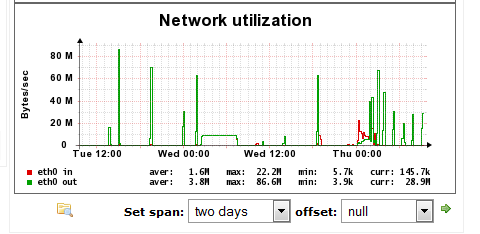 Network utilization
Bytes/sec
80 M
60 M
40 M
20 M
0
Tue 12:00 Wed 00:00 Wed 12:00 Thu 00:00
eth0 in aver: 1.6M max: 22.2M min: 5.7k curr: 145.7k
eth0 out aver: 3.8M max: 86.6M min: 3.9k curr: 28.9M
Set span: two days offset: null